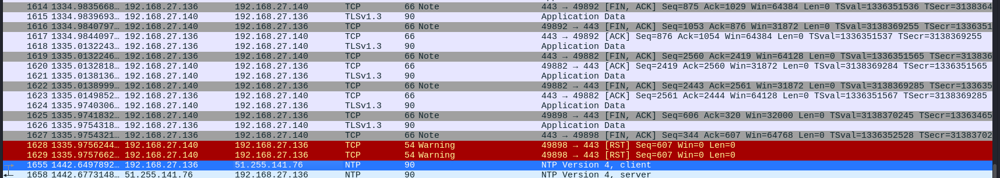 1614 1334.9835668… 192.168.27.136 192.168.27.140 TCP 66 Note 443 → 49892 [FIN, ACK] Seq=875 Ack=1029 Win=64384 Len=0 TSval=1336351536 TSecr=3138364
1615 1334.9839693… 192.168.27.140 192.168.27.136 TLSv1.3 90 Application Data
1616 1334.9840797… 192.168.27.140 192.168.27.136 TCP 66 Note 49892 → 443 [FIN, ACK] Seq=1053 Ack=876 Win=31872 Len=0 TSval=3138369255 TSecr=1336351
1617 1334.9844097… 192.168.27.136 192.168.27.140 TCP 66 443 → 49892 [ACK] Seq=876 Ack=1054 Win=64384 Len=0 TSval=1336351537 TSecr=3138369255
1618 1335.0132243… 192.168.27.136 192.168.27.140 TLSv1.3 90 Application Data
1619 1335.0132246… 192.168.27.136 192.168.27.140 TCP 66 Note 443 → 49882 [FIN, ACK] Seq=2560 Ack=2419 Win=64128 Len=0 TSval=1336351565 TSecr=313836
1620 1335.0132818… 192.168.27.140 192.168.27.136 TCP 66 49882 → 443 [ACK] Seq=2419 Ack=2560 Win=31872 Len=0 TSval=3138369284 TSecr=1336351565
1621 1335.0138136… 192.168.27.140 192.168.27.136 TLSv1.3 90 Application Data
1622 1335.0138999… 192.168.27.140 192.168.27.136 TCP 66 Note 49882 → 443 [FIN, ACK] Seq=2443 Ack=2561 Win=31872 Len=0 TSval=3138369285 TSecr=133635
1623 1335.0149852… 192.168.27.136 192.168.27.140 TCP 66 443 → 49882 [ACK] Seq=2561 Ack=2444 Win=64128 Len=0 TSval=1336351567 TSecr=3138369285
1624 1335.9740306… 192.168.27.140 192.168.27.136 TLSv1.3 90 Application Data
1625 1335.9741832… 192.168.27.140 192.168.27.136 TCP 66 Note 49898 → 443 [FIN, ACK] Seq=606 Ack=320 Win=32000 Len=0 TSval=3138370245 TSecr=13363465
1626 1335.9754318… 192.168.27.136 192.168.27.140 TLSv1.3 90 Application Data
1627 1335.9754321… 192.168.27.136 192.168.27.140 TCP 66 Note 443 → 49898 [FIN, ACK] Seq=344 Ack=607 Win=64768 Len=0 TSval=1336352528 TSecr=31383702
1628 1335.9756244… 192.168.27.140 192.168.27.136 TCP 54 Warning 49898 → 443 [RST] Seq=607 Win=0 Len=0
1629 1335.9757662… 192.168.27.140 192.168.27.136 TCP 54 Warning 49898 → 443 [RST] Seq=607 Win=0 Len=0
1655 1442.6497892… 192.168.27.136 51.255.141.76 NTP 90 NTP Version 4, client
1658 1442.6773148… 51.255.141.76 192.168.27.136 NTP 90 NTP Version 4, server